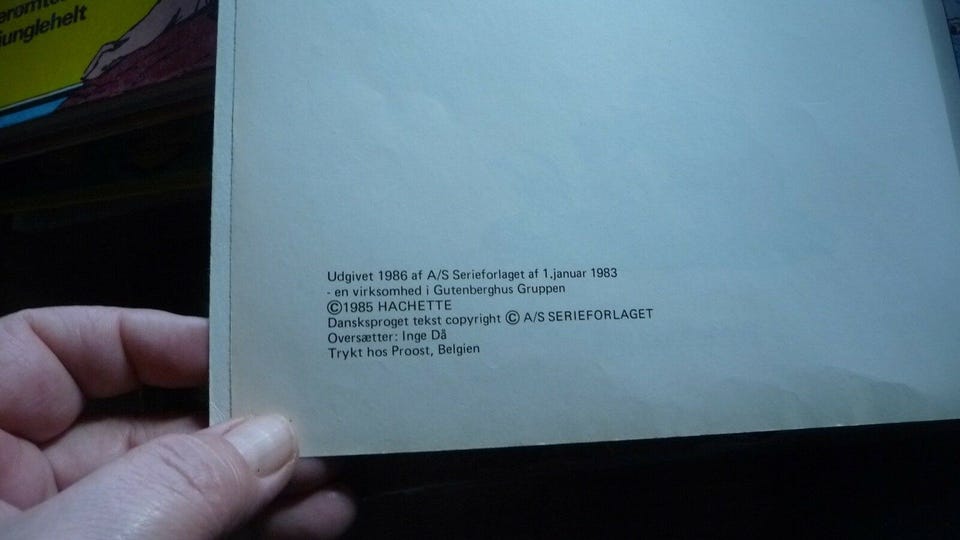 junglehelt
Udgivet 1986 af A/S Serieforlaget af 1.januar 1983
- en virksomhed i Gutenberghus Gruppen
©1985 HACHETTE
Dansksproget tekst copyright © A/S SERIEFORLAGET
Oversætter: Inge Då
Trykt hos Proost, Belgien